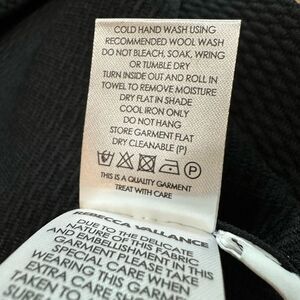 COLD HAND WASH USING
RECOMMENDED WOOL WASH
DO NOT BLEACH, SOAK, WRING
OR TUMBLE DRY
TURN INSIDE OUT AND ROLL IN
TOWEL TO REMOVE MOISTURE
DRY FLAT IN SHADE
COOL IRON ONLY
DO NOT HANG
STORE GARMENT FLAT
DRY CLEANABLE (P)
THIS IS A QUALITY GARMENT
TREAT WITH CARE
REBECCA VALLANCE
DUE TO THE DELICATE
NATURE OF THIS FABRIC
AND EMBELLISHMENT IN THIS
GARMENT PLEASE TAKE
SPECIAL CARE WHEN
WEARING THIS GARMENT
EXTRA CARE
TAKEN TO